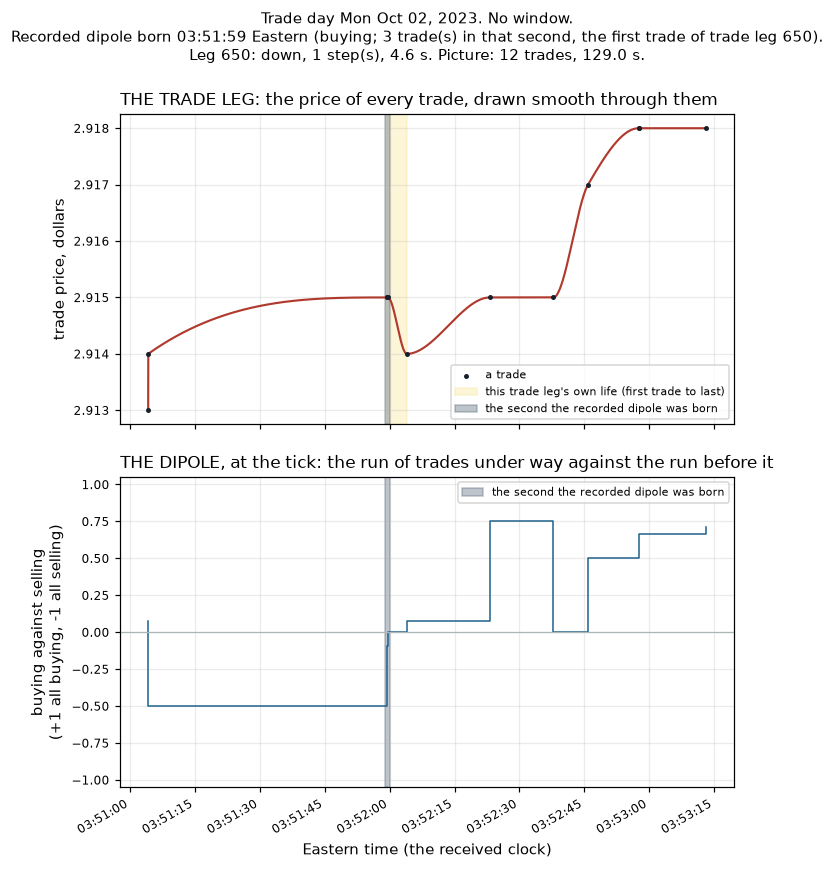 Trade day Mon Oct 02, 2023. No window.
Recorded dipole born 03:51:59 Eastern (buying; 3 trade(s) in that second, the first trade of trade leg 650).
Leg 650: down, 1 step(s), 4.6 s. Picture: 12 trades, 129.0 s.
THE TRADE LEG: the price of every trade, drawn smooth through them
trade price, dollars
2.918
2.917
2.916
2.915
2.914
2.913
a trade
this trade leg's own life (first trade to last)
the second the recorded dipole was born
THE DIPOLE, at the tick: the run of trades under way against the run before it
buying against selling
(+1 all buying, -1 all selling)
1.00
0.75
0.50
0.25
0.00
−0.25
−0.50
−0.75
−1.00
the second the recorded dipole was born
03:51:00
03:51:15
03:51:30
03:51:45
03:52:00
03:52:15
03:52:30
03:52:45
03:53:00
03:53:15
Eastern time (the received clock)